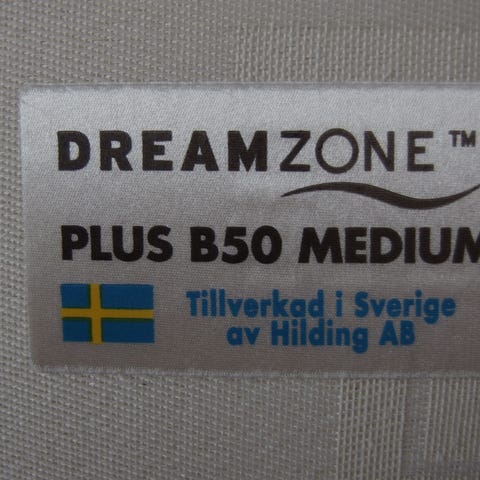 DREAMZONE™
PLUS B50 MEDIUM
Tillverkad i Sverige
av Hilding AB